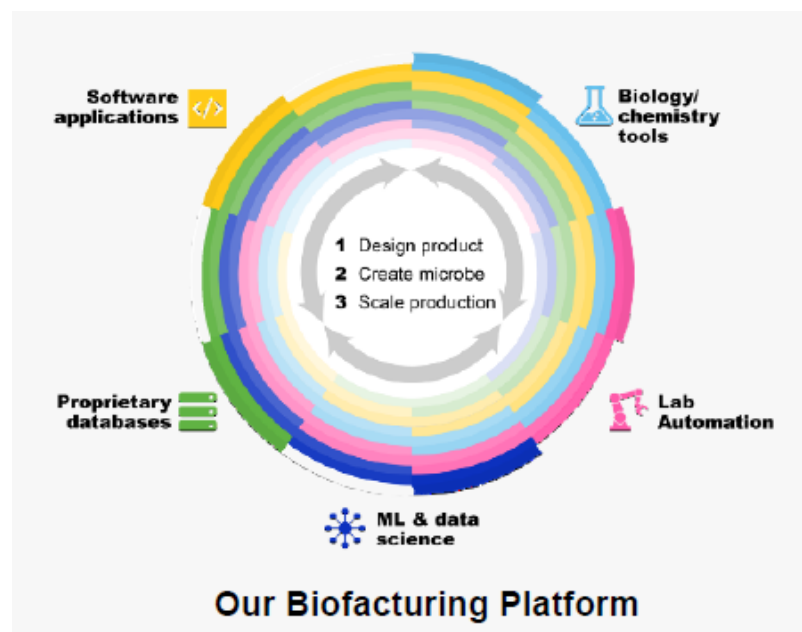 Software
applications
</>
Biology/
chemistry
tools
1 Design product
2 Create microbe
3 Scale production
Proprietary
databases
Lab
Automation
ML & data
science
Our Biofacturing Platform